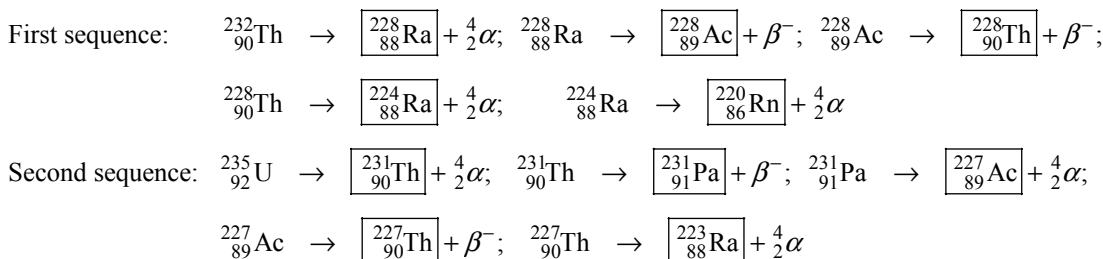 First sequence: ²³²₉₀Th → ²²⁸₈₈Ra + ⁴₂α; ²²⁸₈₈Ra → ²²⁸₈₉Ac + β⁻; ²²⁸₈₉Ac → ²²⁸₉₀Th + β⁻;
²²⁸₉₀Th → ²²⁴₈₈Ra + ⁴₂α; ²²⁴₈₈Ra → ²²⁰₈₆Rn + ⁴₂α
Second sequence: ²³⁵₉₂U → ²³¹₉₀Th + ⁴₂α; ²³¹₉₀Th → ²³¹₉₁Pa + β⁻; ²³¹₉₁Pa → ²²⁷₈₉Ac + ⁴₂α;
²²⁷₈₉Ac → ²²⁷₉₀Th + β⁻; ²²⁷₉₀Th → ²²³₈₈Ra + ⁴₂α